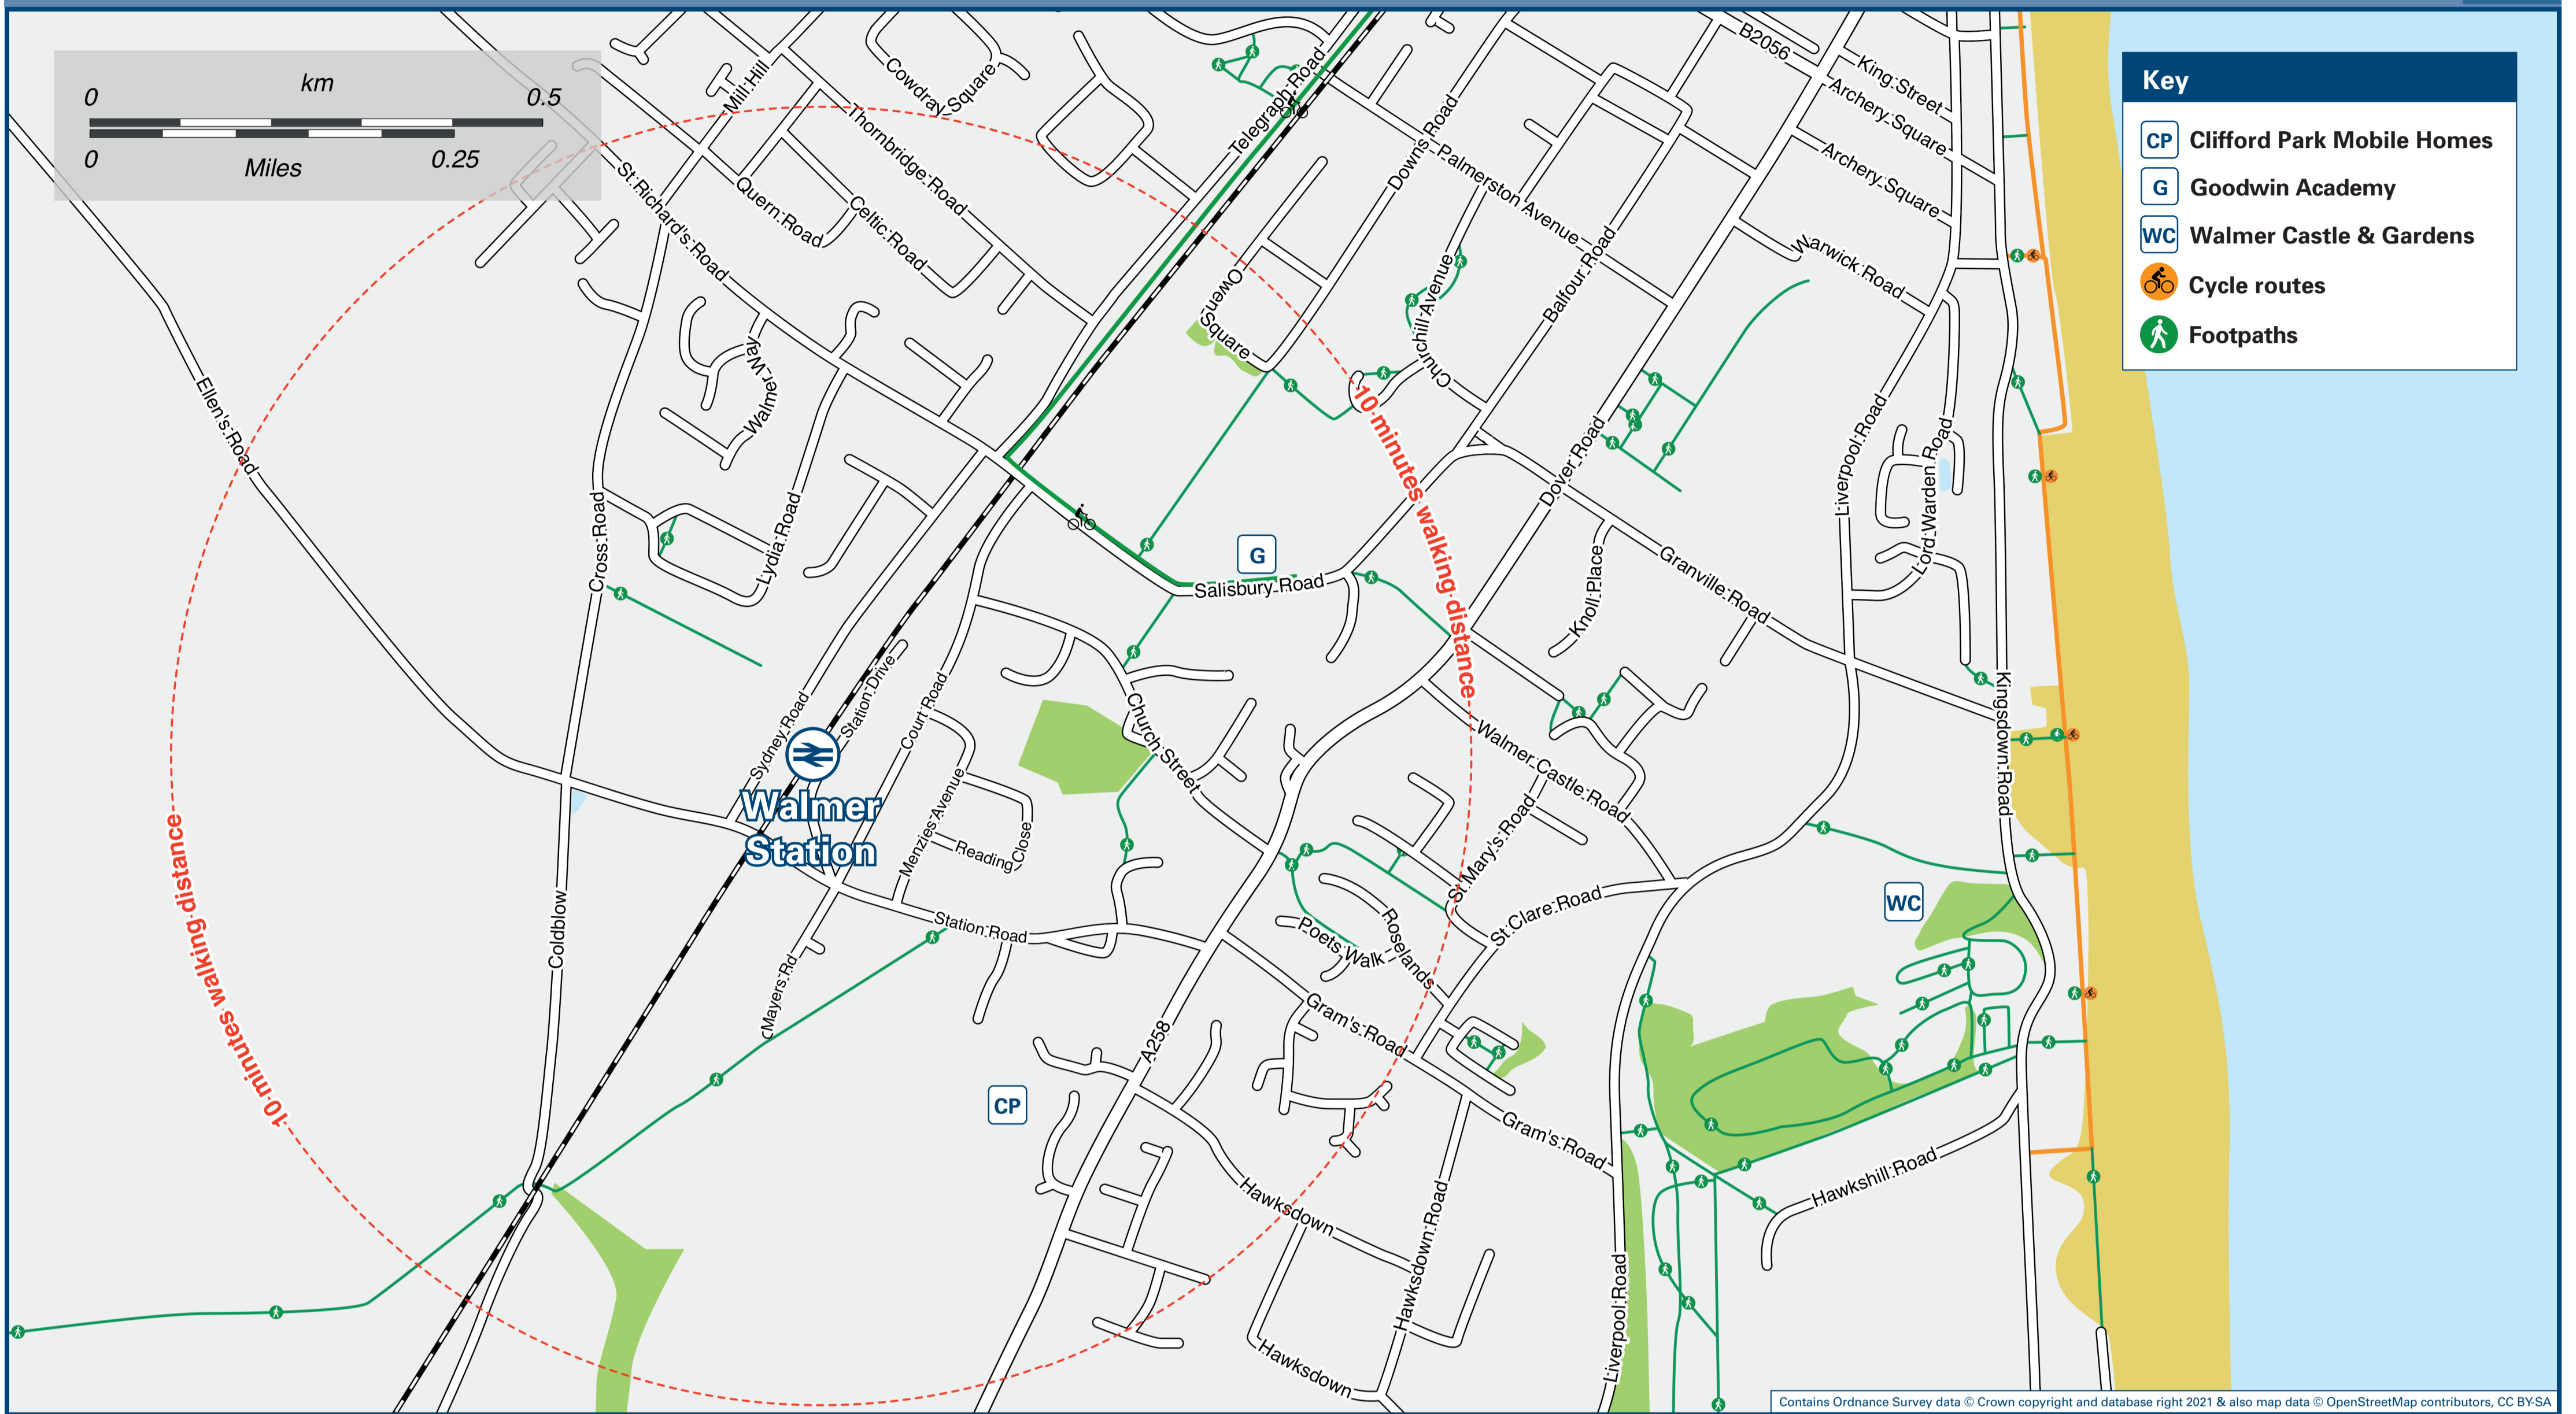 km
0
0.5
0
Miles
0.25
Key
CP Clifford Park Mobile Homes
G Goodwin Academy
WC Walmer Castle & Gardens
Cycle routes
Footpaths
B2056
King Street
Archery Square
Archery Square
Cowdray Square
Mill Hill
Telegraph Road
Thornbridge Road
Downs Road
Palmerston Avenue
St Richard's Road
Quern Road
Celtic Road
Warwick Road
Owen Square
Churchill Avenue
Balfour Road
Walmer Way
Ellen's Road
10 minutes walking distance
Dover Road
Liverpool Road
Lord Warden Road
Cross Road
Lydia Road
G
Salisbury Road
Knoll Place
Granville Road
Sydney Road
Station Drive
Court Road
Church Street
Walmer Castle Road
Kingsdown Road
Walmer
Station
Menzies Avenue
Reading Close
St Mary's Road
10 minutes walking distance
Coldblow
Station Road
Poets Walk
Roselands
St Clare Road
WC
Mayers Rd
Gram's Road
A258
CP
Gram's Road
Hawksdown
Hawksdown Road
Hawkshill Road
Liverpool Road
Hawksdown
Contains Ordnance Survey data © Crown copyright and database right 2021 & also map data © OpenStreetMap contributors, CC BY-SA